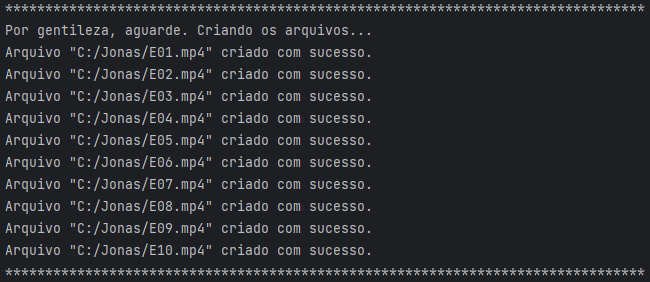 ********************************************************************************
Por gentileza, aguarde. Criando os arquivos...
Arquivo "C:/Jonas/E01.mp4" criado com sucesso.
Arquivo "C:/Jonas/E02.mp4" criado com sucesso.
Arquivo "C:/Jonas/E03.mp4" criado com sucesso.
Arquivo "C:/Jonas/E04.mp4" criado com sucesso.
Arquivo "C:/Jonas/E05.mp4" criado com sucesso.
Arquivo "C:/Jonas/E06.mp4" criado com sucesso.
Arquivo "C:/Jonas/E07.mp4" criado com sucesso.
Arquivo "C:/Jonas/E08.mp4" criado com sucesso.
Arquivo "C:/Jonas/E09.mp4" criado com sucesso.
Arquivo "C:/Jonas/E10.mp4" criado com sucesso.
********************************************************************************